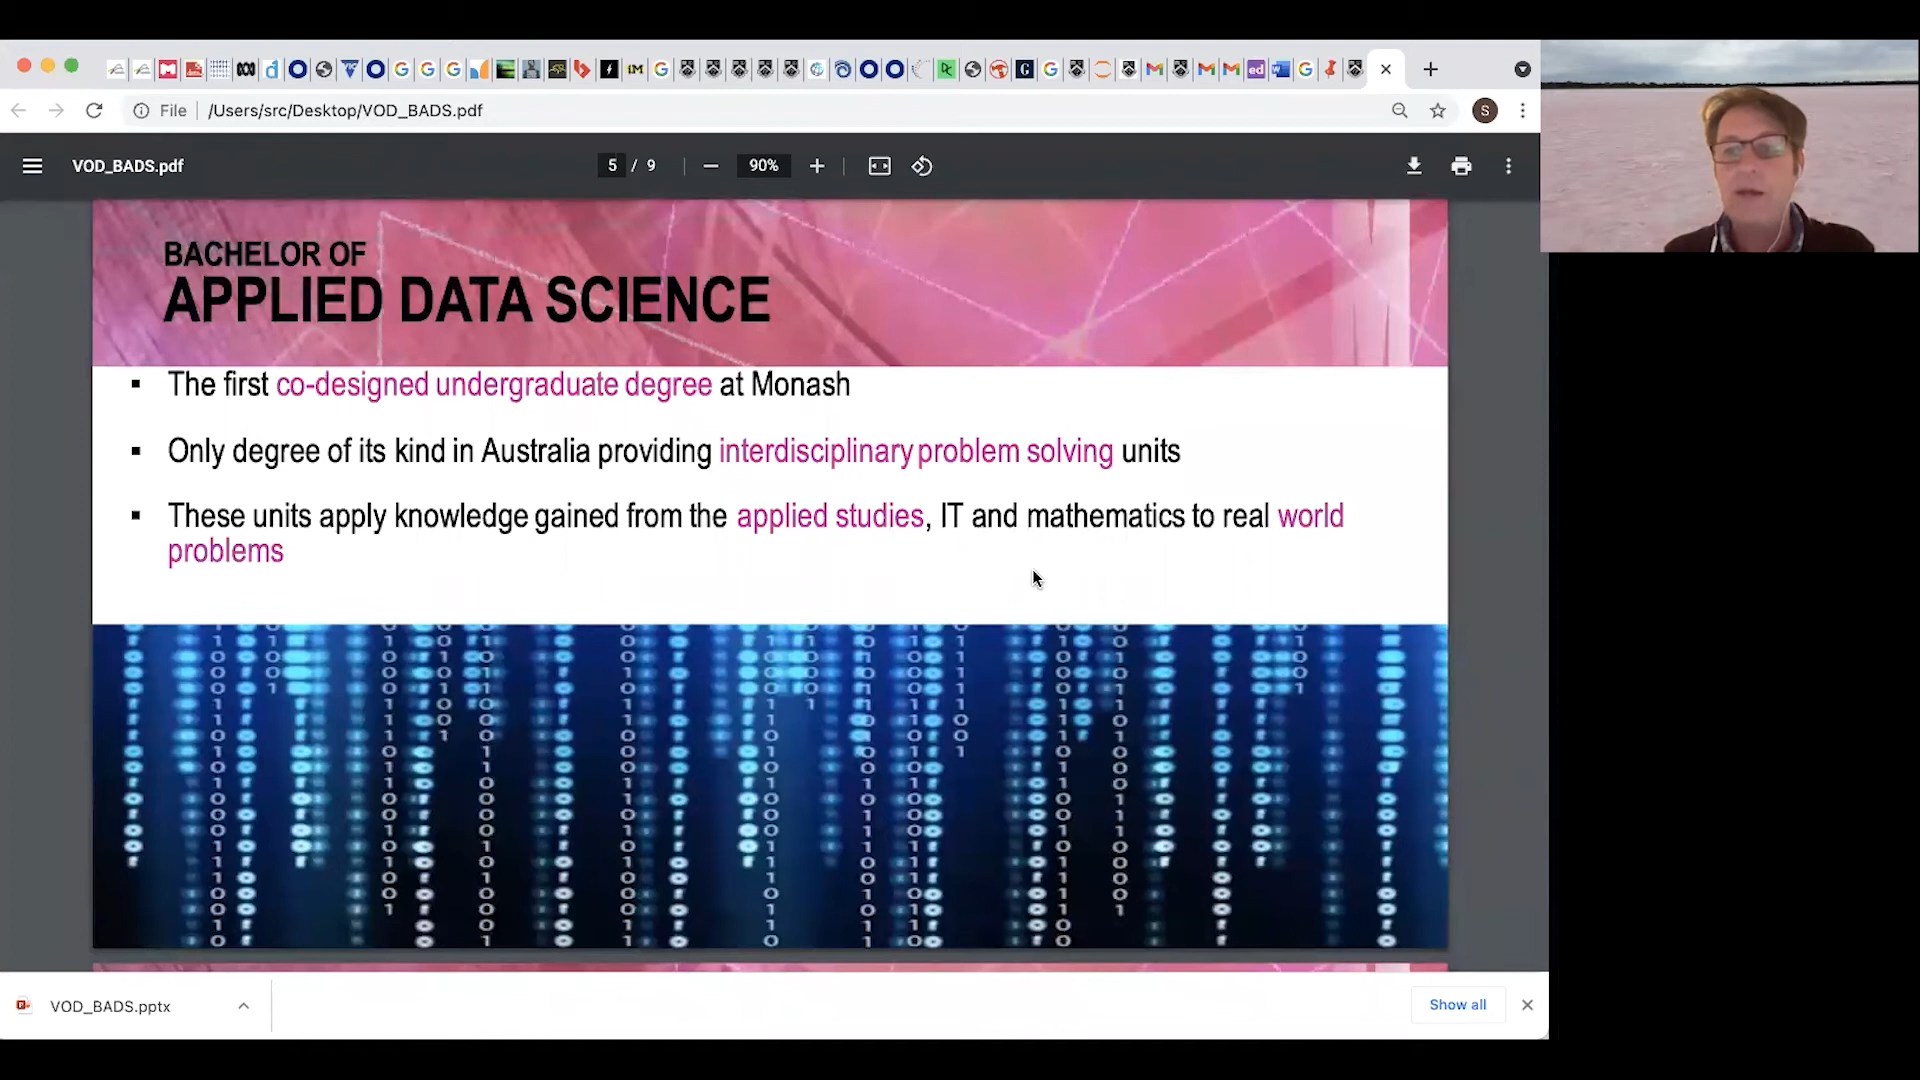 File
/Users/src/Desktop/VOD_BADS.pdf
S
VOD_BADS.pdf
5 / 9
90%
BACHELOR OF
APPLIED DATA SCIENCE
The first co-designed undergraduate degree at Monash
Only degree of its kind in Australia providing interdisciplinary problem solving units
These units apply knowledge gained from the applied studies, IT and mathematics to real world
problems
VOD_BADS.pptx
Show all